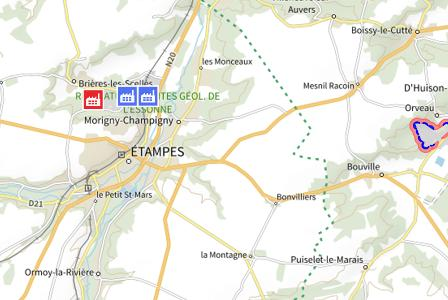 Auvers
Boissy-le-Cutté
N20
les Monceaux
Brières-les-Scellés
Mesnil Racoin
D'Huison-
TES GÉOL. DE
L'ESSONNE
Orveau
Morigny-Champigny
ÉTAMPES
Bouville
le Petit St-Mars
D21
Bonvilliers
la Montagne
Puiselet-le-Marais
Ormoy-la-Rivière